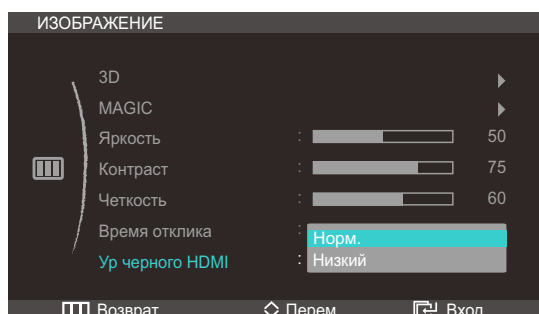 ИЗОБРАЖЕНИЕ
3D
MAGIC
Яркость : 50
Контраст : 75
Четкость : 60
Время отклика :
Норм.
Ур черного HDMI : Низкий
Возврат Перем. Вход